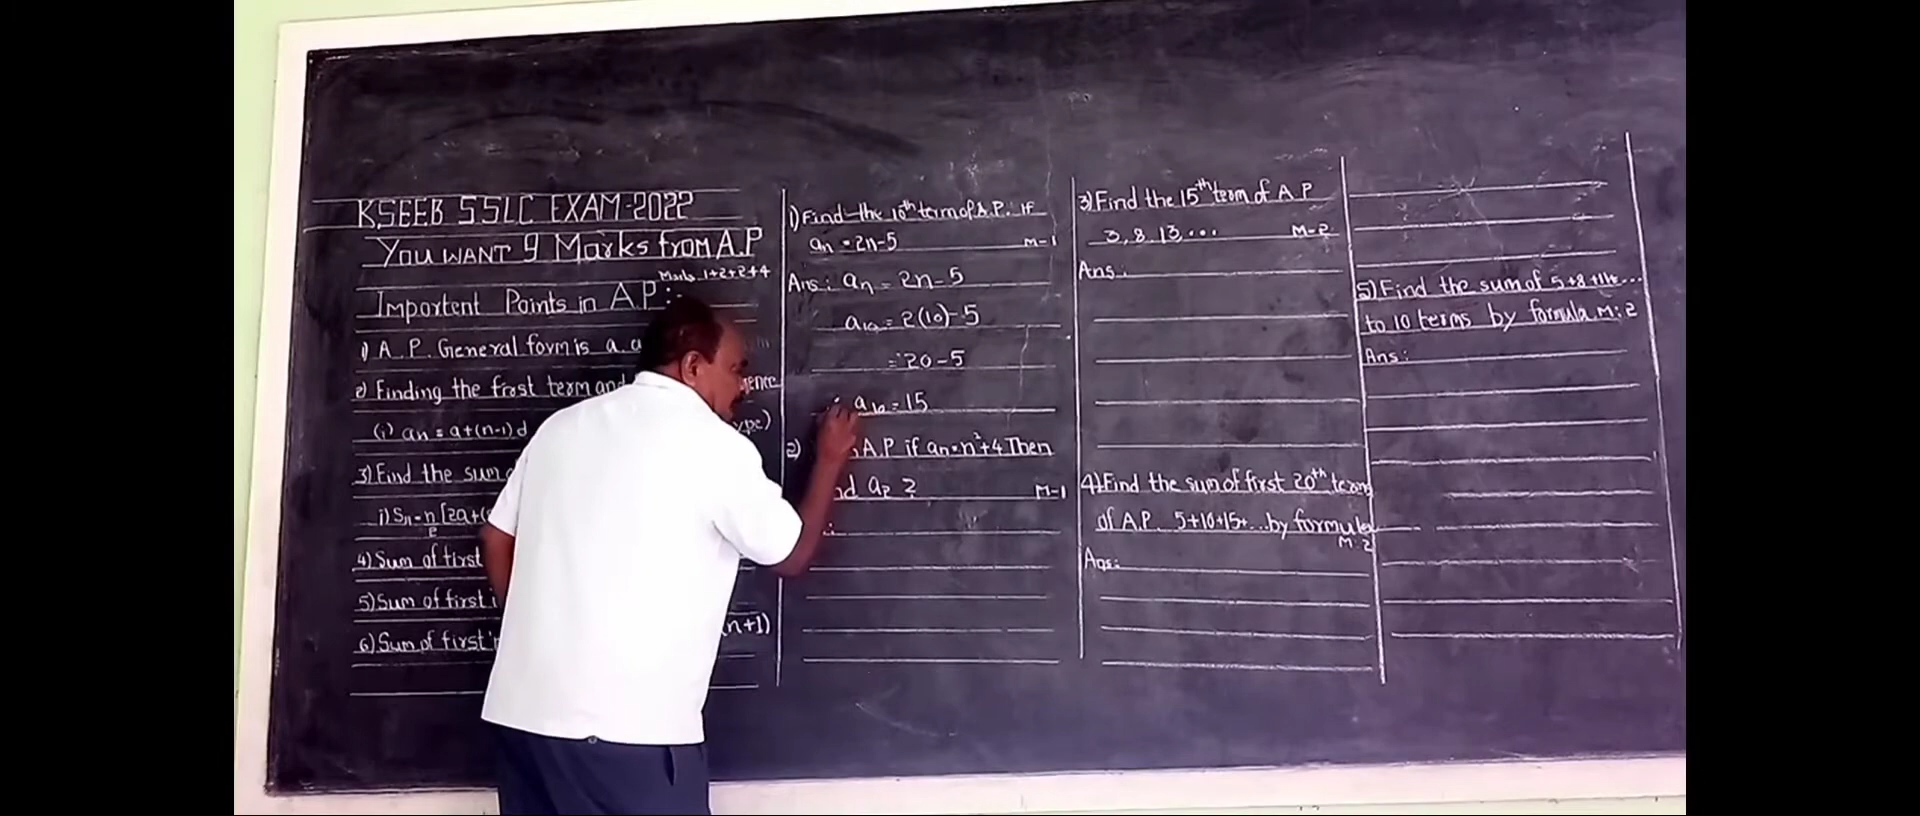 KSEEB SSLC EXAM-2022
YOU WANT 9 Marks from A.P
Marks 1+2+2+4
Importent Points in A.P:-
1) A.P. General form is a,
2) Finding the frost term and
(i) an = a+(n-1)d
3) Find the sum
i) Sn = n/2 [2a+(
4) Sum of first
5) Sum of first
6) Sum of first
(n+1)
1) Find the 10th term of A.P. if
an = 2n-5 M-1
Ans: an = 2n-5
a10 = 2(10)-5
= 20-5
a10 = 15
2) A.P if an=n²+4 Then
a2 ? M-1
3) Find the 15th term of A.P
3, 8, 13, ... M-2
Ans:
4) Find the sum of first 20th terms
of A.P. 5+10+15+... by formula
M:2
Ans:
5) Find the sum of 5+8+11+...
to 10 terms by formula M:2
Ans: